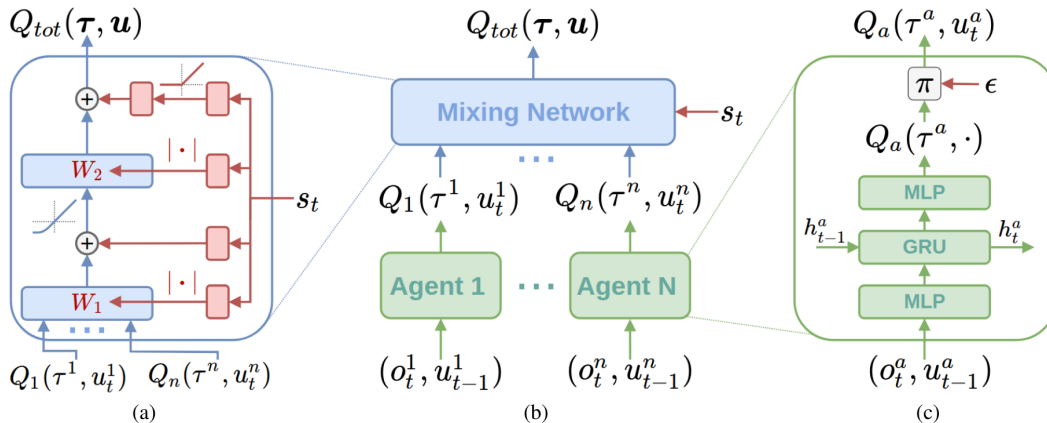 Q_{tot}(τ, u)
+
W_2
| · |
s_t
+
| · |
W_1
...
Q_1(τ^1, u_t^1)
Q_n(τ^n, u_t^n)
(a)
Q_{tot}(τ, u)
Mixing Network
s_t
...
Q_1(τ^1, u_t^1)
Q_n(τ^n, u_t^n)
Agent 1
...
Agent N
(o_t^1, u_{t-1}^1)
(o_t^n, u_{t-1}^n)
(b)
Q_a(τ^a, u_t^a)
π
ϵ
Q_a(τ^a, ·)
MLP
h_{t-1}^a
GRU
h_t^a
MLP
(o_t^a, u_{t-1}^a)
(c)